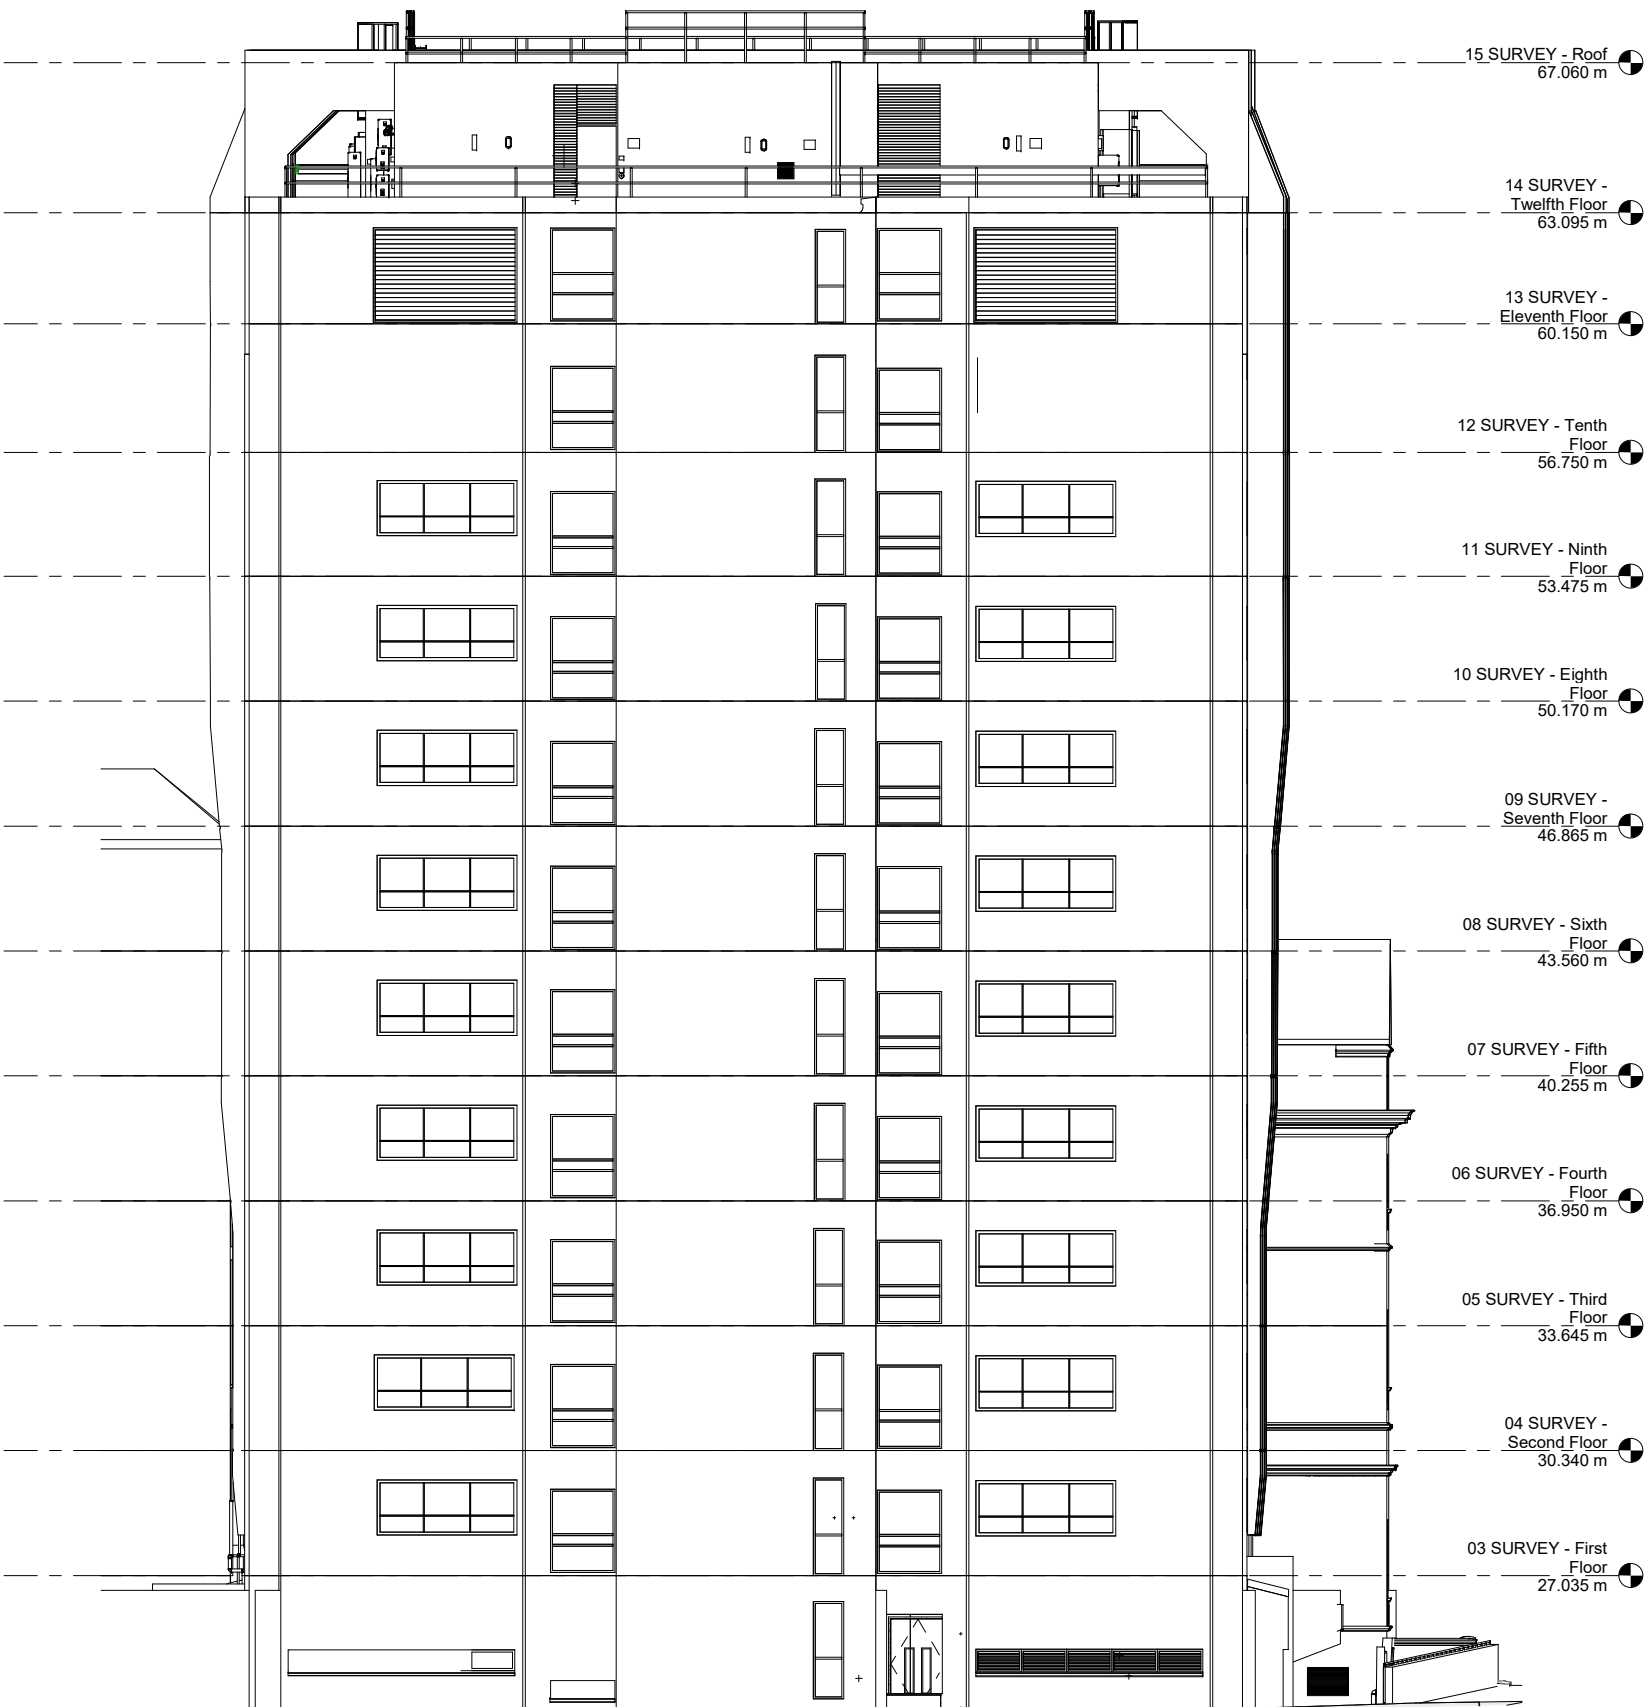 15 SURVEY - Roof
67.060 m
14 SURVEY -
Twelfth Floor
63.095 m
13 SURVEY -
Eleventh Floor
60.150 m
12 SURVEY - Tenth
Floor
56.750 m
11 SURVEY - Ninth
Floor
53.475 m
10 SURVEY - Eighth
Floor
50.170 m
09 SURVEY -
Seventh Floor
46.865 m
08 SURVEY - Sixth
Floor
43.560 m
07 SURVEY - Fifth
Floor
40.255 m
06 SURVEY - Fourth
Floor
36.950 m
05 SURVEY - Third
Floor
33.645 m
04 SURVEY -
Second Floor
30.340 m
03 SURVEY - First
Floor
27.035 m